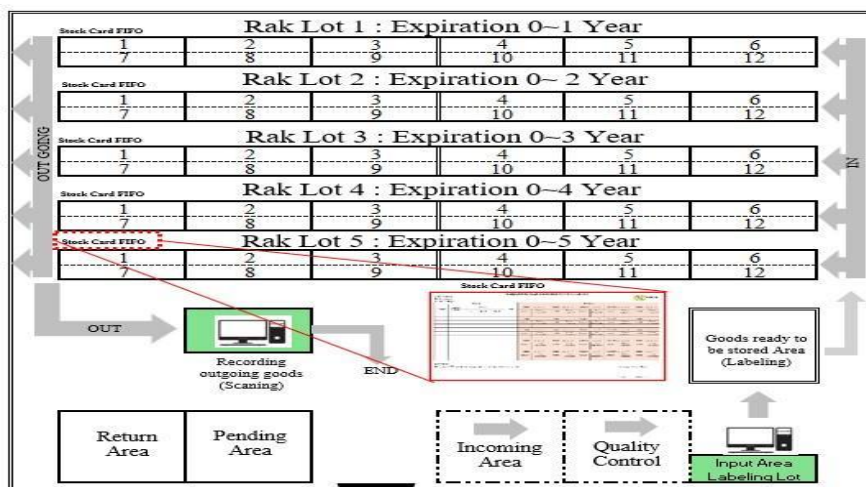 Stock Card FIFO
Rak Lot 1 : Expiration 0~1 Year
1 2 3 4 5 6
7 8 9 10 11 12
Stock Card FIFO
Rak Lot 2 : Expiration 0~ 2 Year
1 2 3 4 5 6
7 8 9 10 11 12
Stock Card FIFO
Rak Lot 3 : Expiration 0~3 Year
1 2 3 4 5 6
7 8 9 10 11 12
Stock Card FIFO
Rak Lot 4 : Expiration 0~4 Year
1 2 3 4 5 6
7 8 9 10 11 12
Stock Card FIFO
Rak Lot 5 : Expiration 0~5 Year
1 2 3 4 5 6
7 8 9 10 11 12
OUT GOING
IN
Stock Card FIFO
OUT
Recording
outgoing goods
(Scaning)
END
Goods ready to
be stored Area
(Labeling)
Return
Area
Pending
Area
Incoming
Area
Quality
Control
Input Area
Labeling Lot